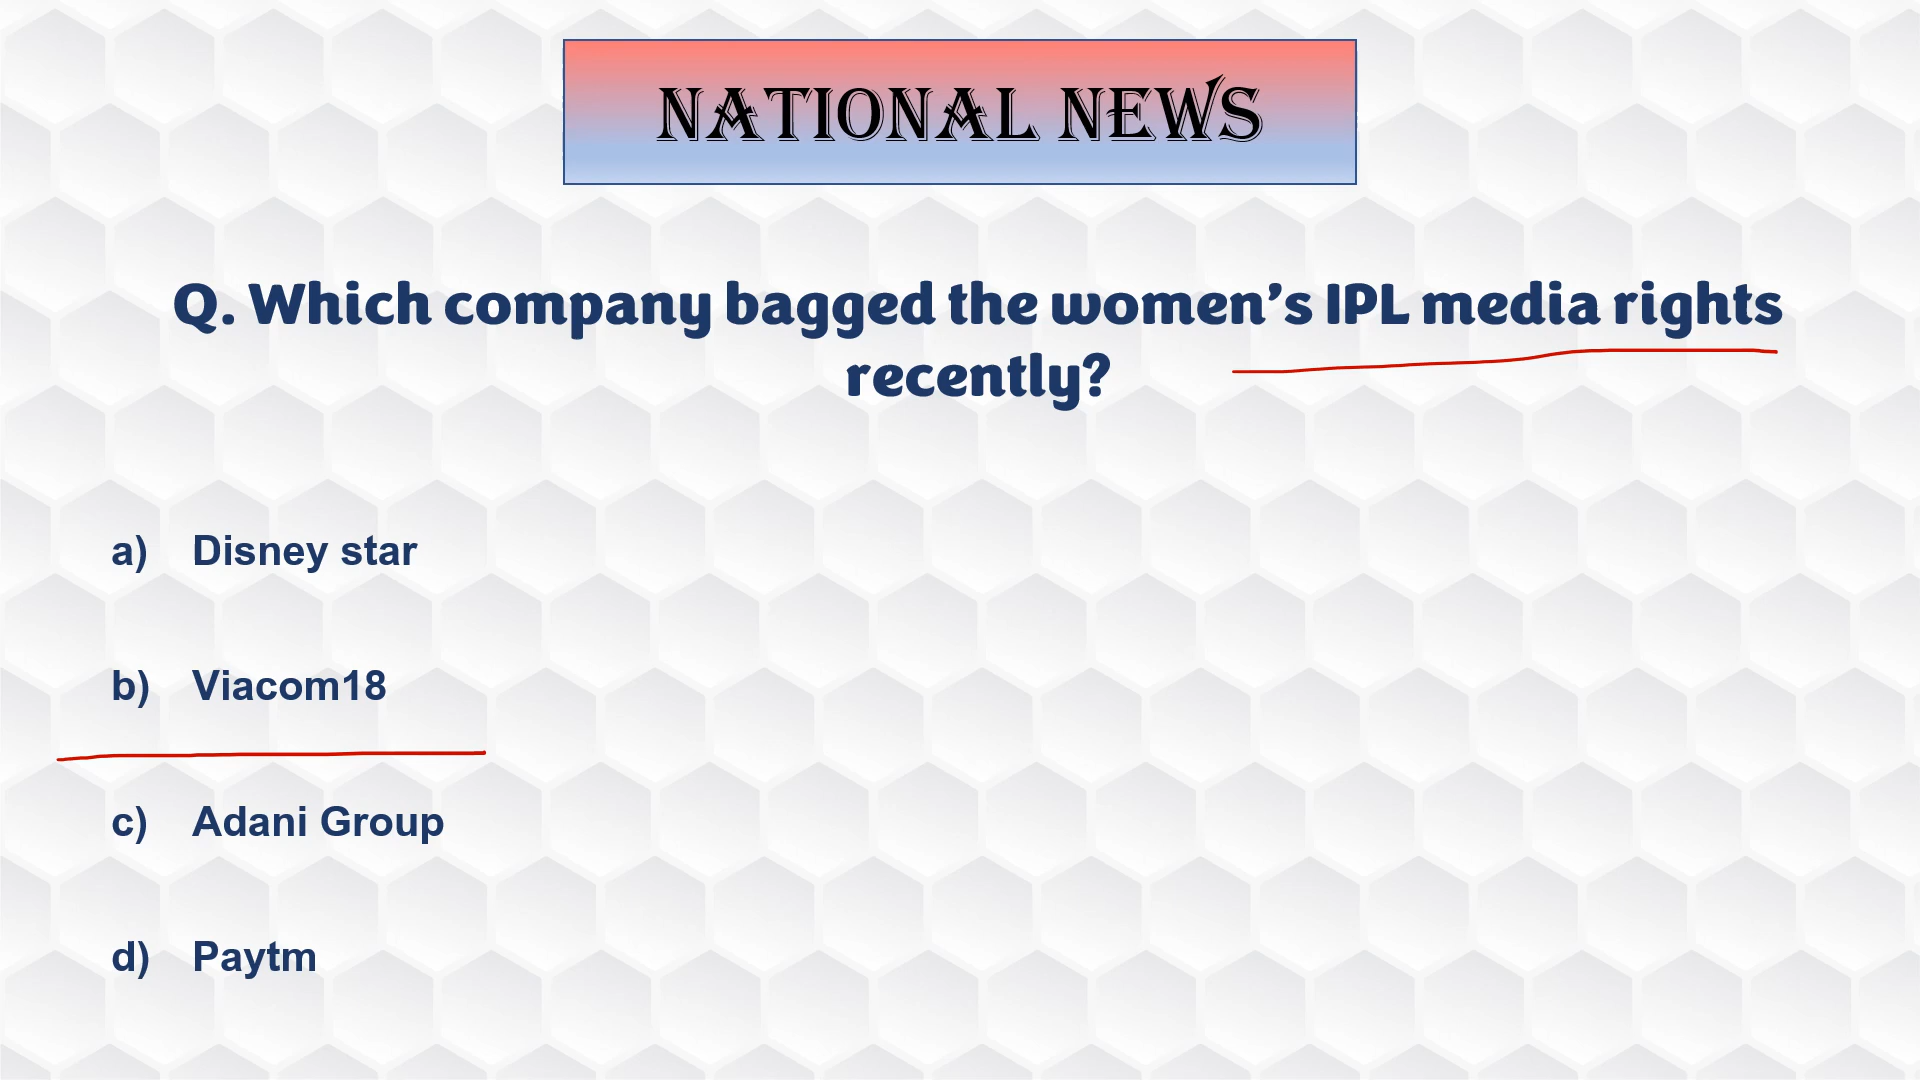 NATIONAL NEWS
Q. Which company bagged the women’s IPL media rights
recently?
a) Disney star
b) Viacom18
c) Adani Group
d) Paytm